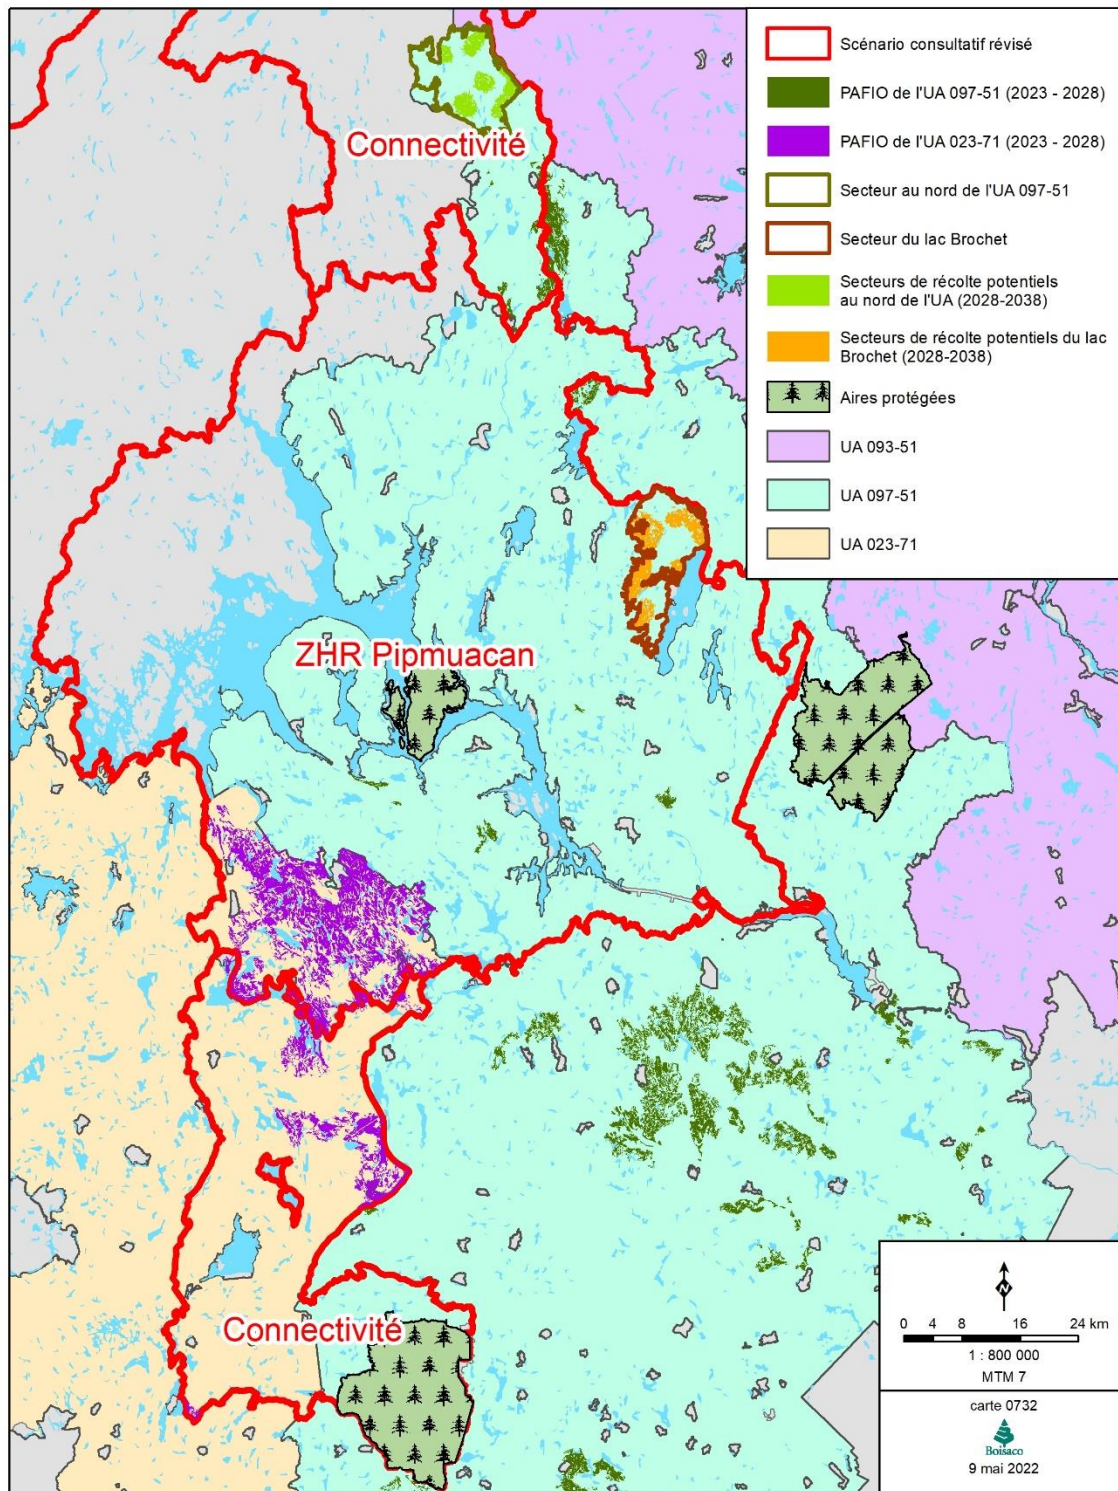 Connectivité
ZHR Pipmuacan
Connectivité
Scénario consultatif révisé
PAFIO de l'UA 097-51 (2023 - 2028)
PAFIO de l'UA 023-71 (2023 - 2028)
Secteur au nord de l'UA 097-51
Secteur du lac Brochet
Secteurs de récolte potentiels
au nord de l'UA (2028-2038)
Secteurs de récolte potentiels du lac
Brochet (2028-2038)
Aires protégées
UA 093-51
UA 097-51
UA 023-71
N
0 4 8 16 24 km
1 : 800 000
MTM 7
carte 0732
Boisaco
9 mai 2022